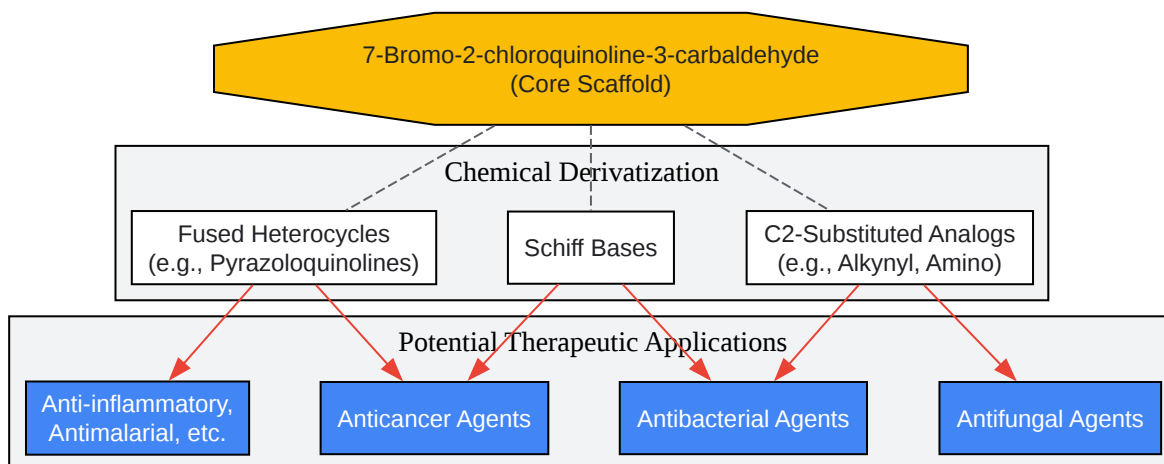 7-Bromo-2-chloroquinoline-3-carbaldehyde
(Core Scaffold)
Chemical Derivatization
Fused Heterocycles
(e.g., Pyrazoloquinolines)
Schiff Bases
C2-Substituted Analogs
(e.g., Alkynyl, Amino)
Potential Therapeutic Applications
Anti-inflammatory,
Antimalarial, etc.
Anticancer Agents
Antibacterial Agents
Antifungal Agents